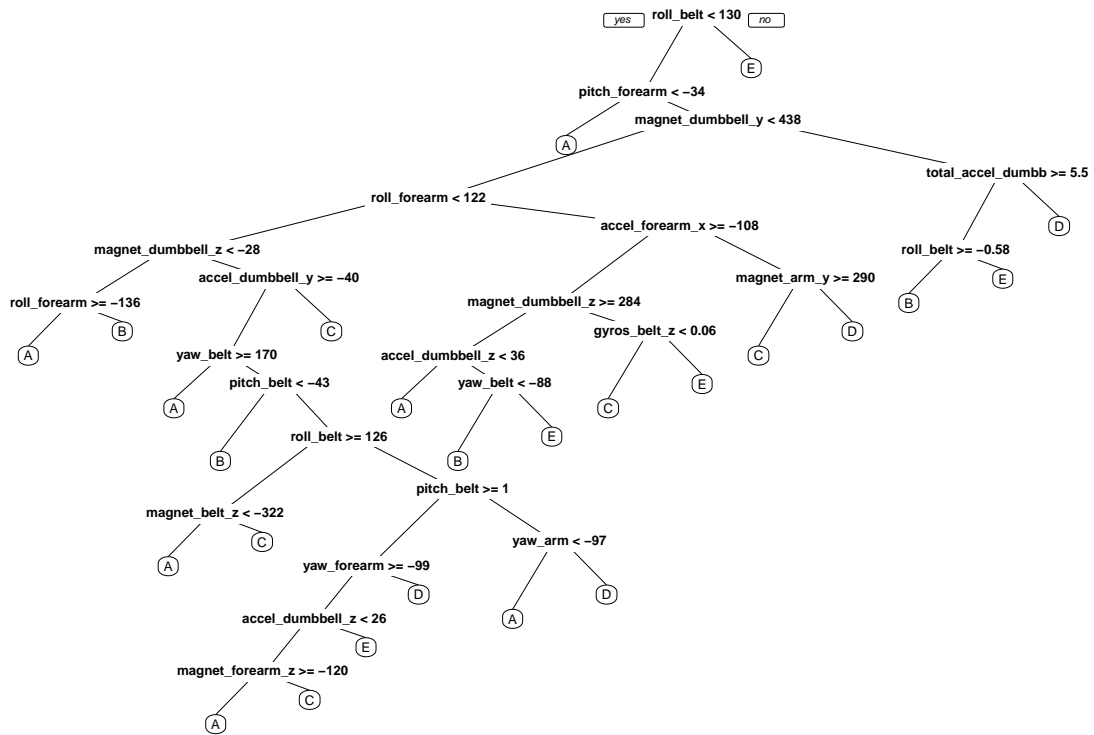 yes roll_belt < 130 no
E
pitch_forearm < −34
magnet_dumbbell_y < 438
A
total_accel_dumbb >= 5.5
roll_forearm < 122
accel_forearm_x >= −108
D
magnet_dumbbell_z < −28
roll_belt >= −0.58
accel_dumbbell_y >= −40
magnet_arm_y >= 290
E
roll_forearm >= −136
magnet_dumbbell_z >= 284
B
B
C
gyros_belt_z < 0.06
D
A
yaw_belt >= 170
accel_dumbbell_z < 36
C
pitch_belt < −43
yaw_belt < −88
E
A
A
C
roll_belt >= 126
E
B
B
pitch_belt >= 1
magnet_belt_z < −322
C
yaw_arm < −97
A
yaw_forearm >= −99
D
D
accel_dumbbell_z < 26
A
E
magnet_forearm_z >= −120
C
A